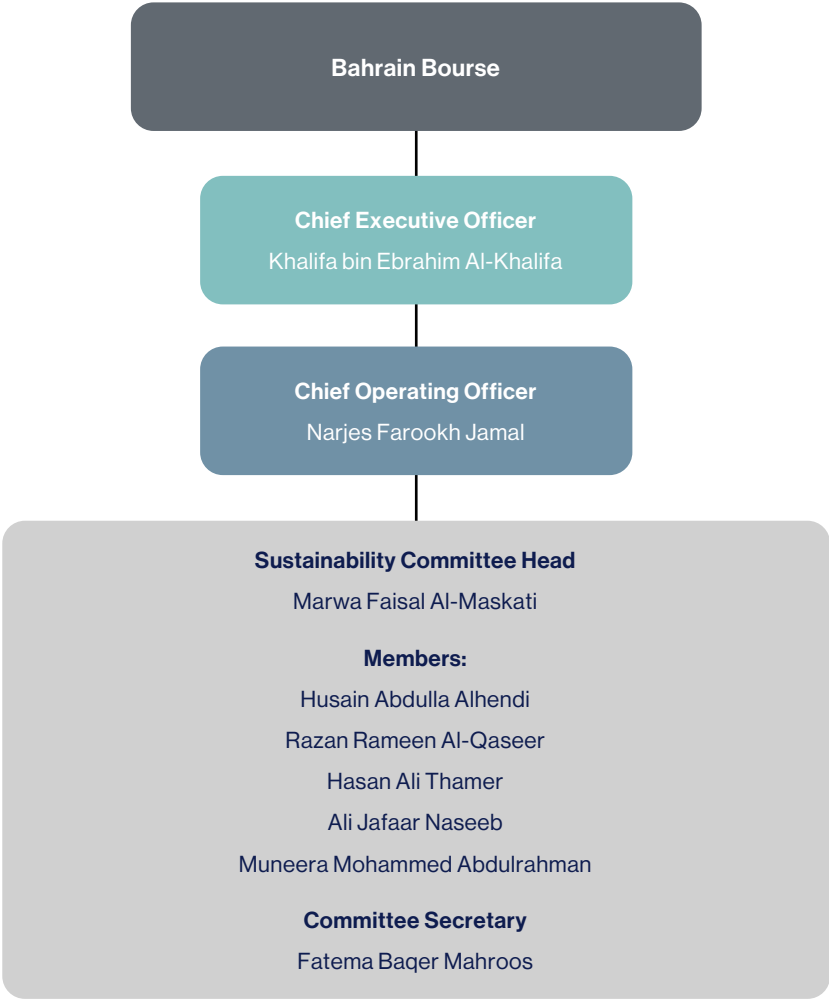 Bahrain Bourse
Chief Executive Officer
Khalifa bin Ebrahim Al-Khalifa
Chief Operating Officer
Narjes Farookh Jamal
Sustainability Committee Head
Marwa Faisal Al-Maskati
Members:
Husain Abdulla Alhendi
Razan Rameen Al-Qaseer
Hasan Ali Thamer
Ali Jafaar Naseeb
Muneera Mohammed Abdulrahman
Committee Secretary
Fatema Baqer Mahroos